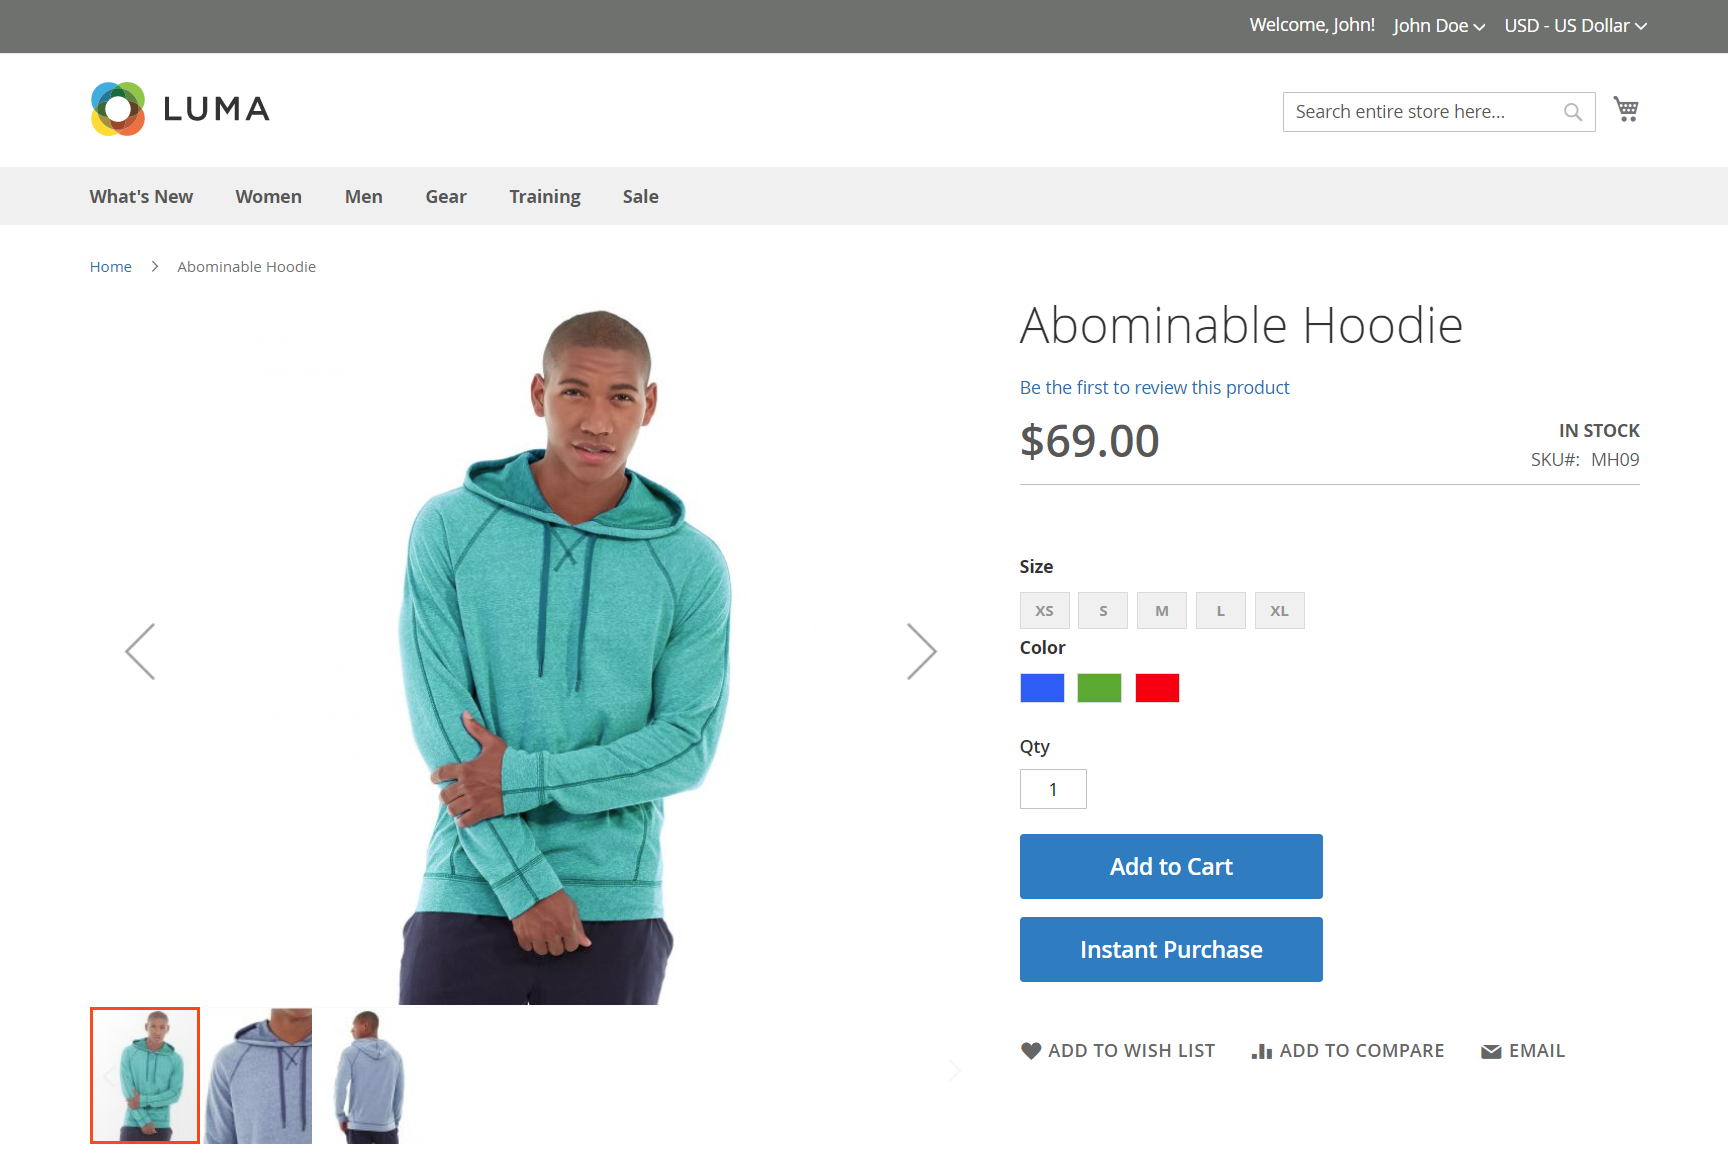 Welcome, John! John Doe USD - US Dollar
LUMA
Search entire store here...
What's New Women Men Gear Training Sale
Home Abominable Hoodie
Abominable Hoodie
Be the first to review this product
$69.00
IN STOCK
SKU#: MH09
Size
XS S M L XL
Color
Qty
1
Add to Cart
Instant Purchase
ADD TO WISH LIST ADD TO COMPARE EMAIL